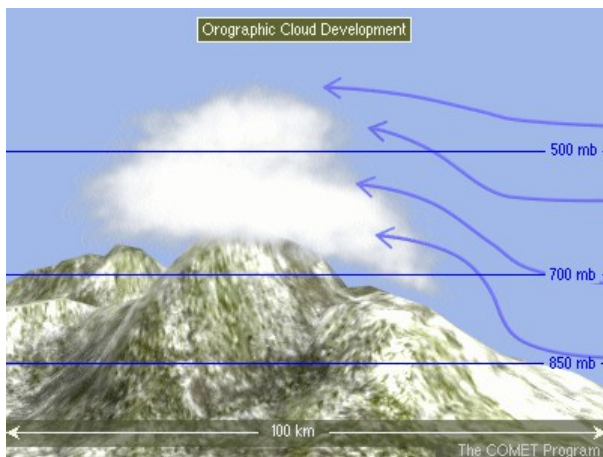 Orographic Cloud Development
500 mb
700 mb
850 mb
100 km
The COMET Program